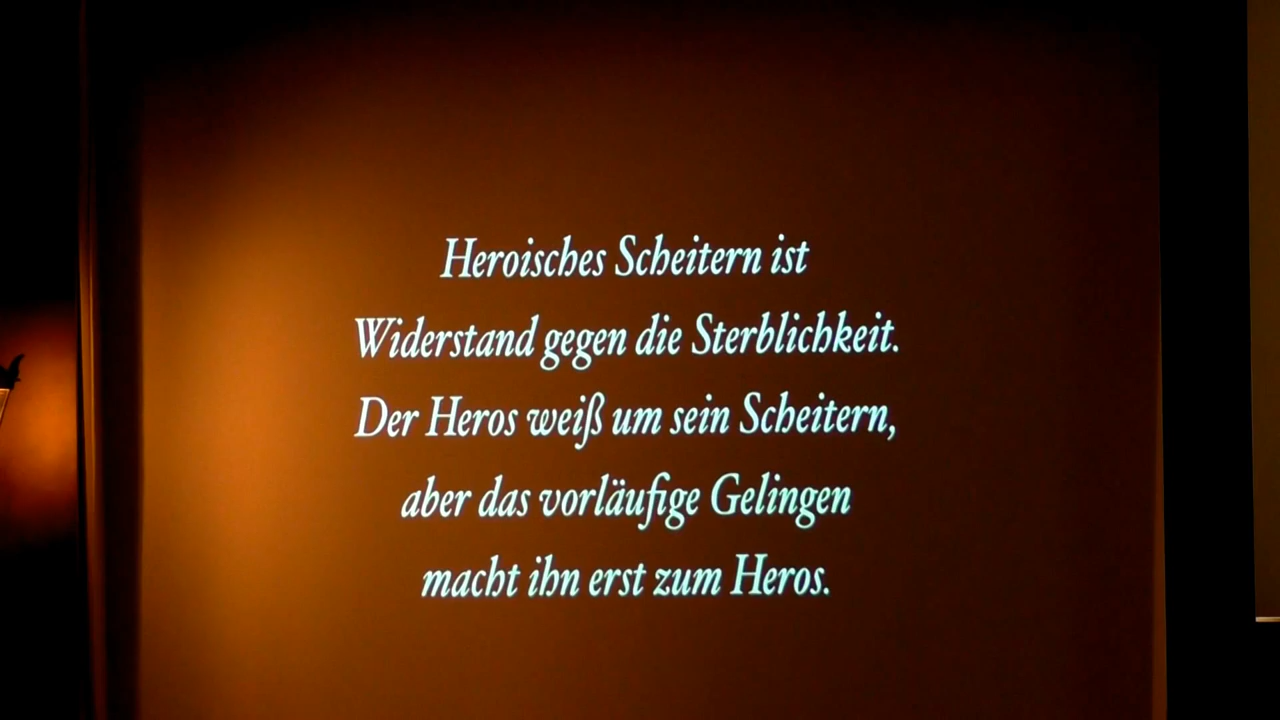 Heroisches Scheitern ist
Widerstand gegen die Sterblichkeit.
Der Heros weiß um sein Scheitern,
aber das vorläufige Gelingen
macht ihn erst zum Heros.